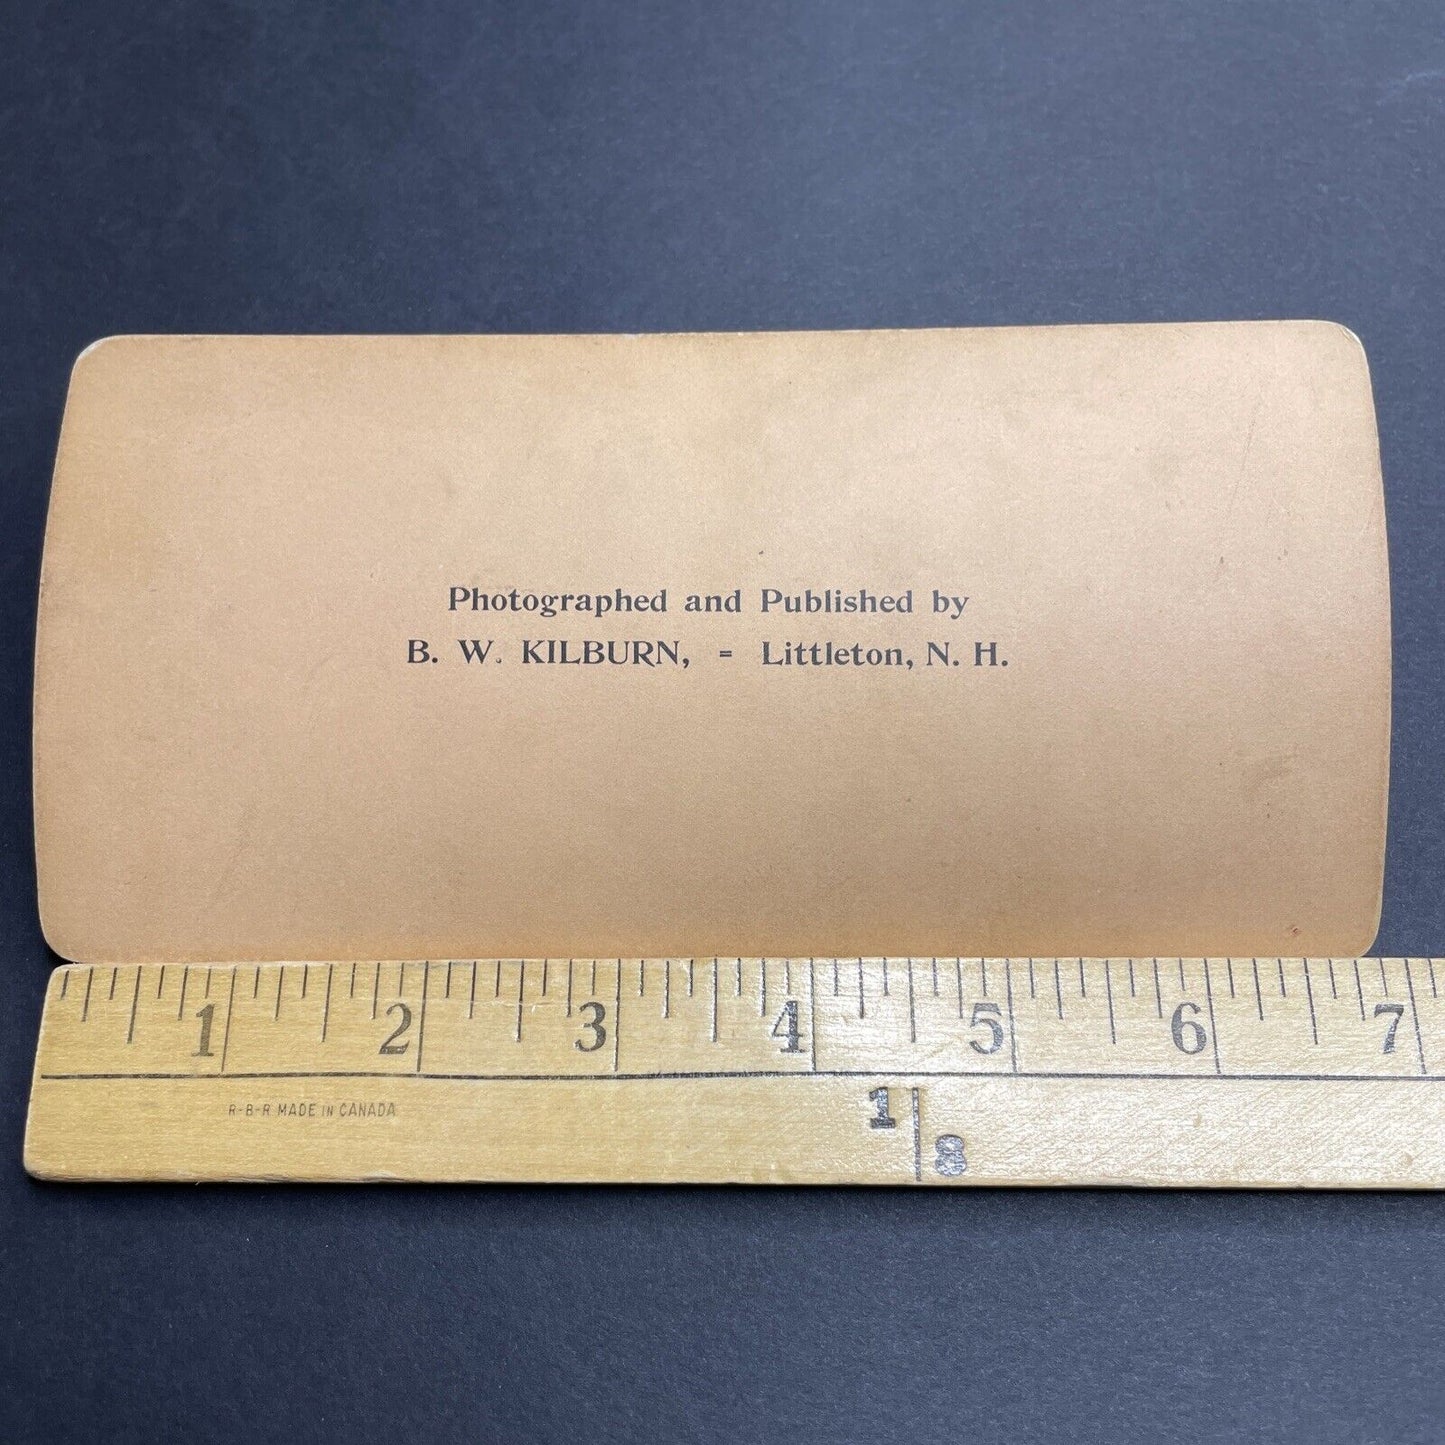 Photographed and Published by
B. W. KILBURN, = Littleton, N. H.
1 2 3 4 5 6 7
R-B-R MADE IN CANADA
1 8